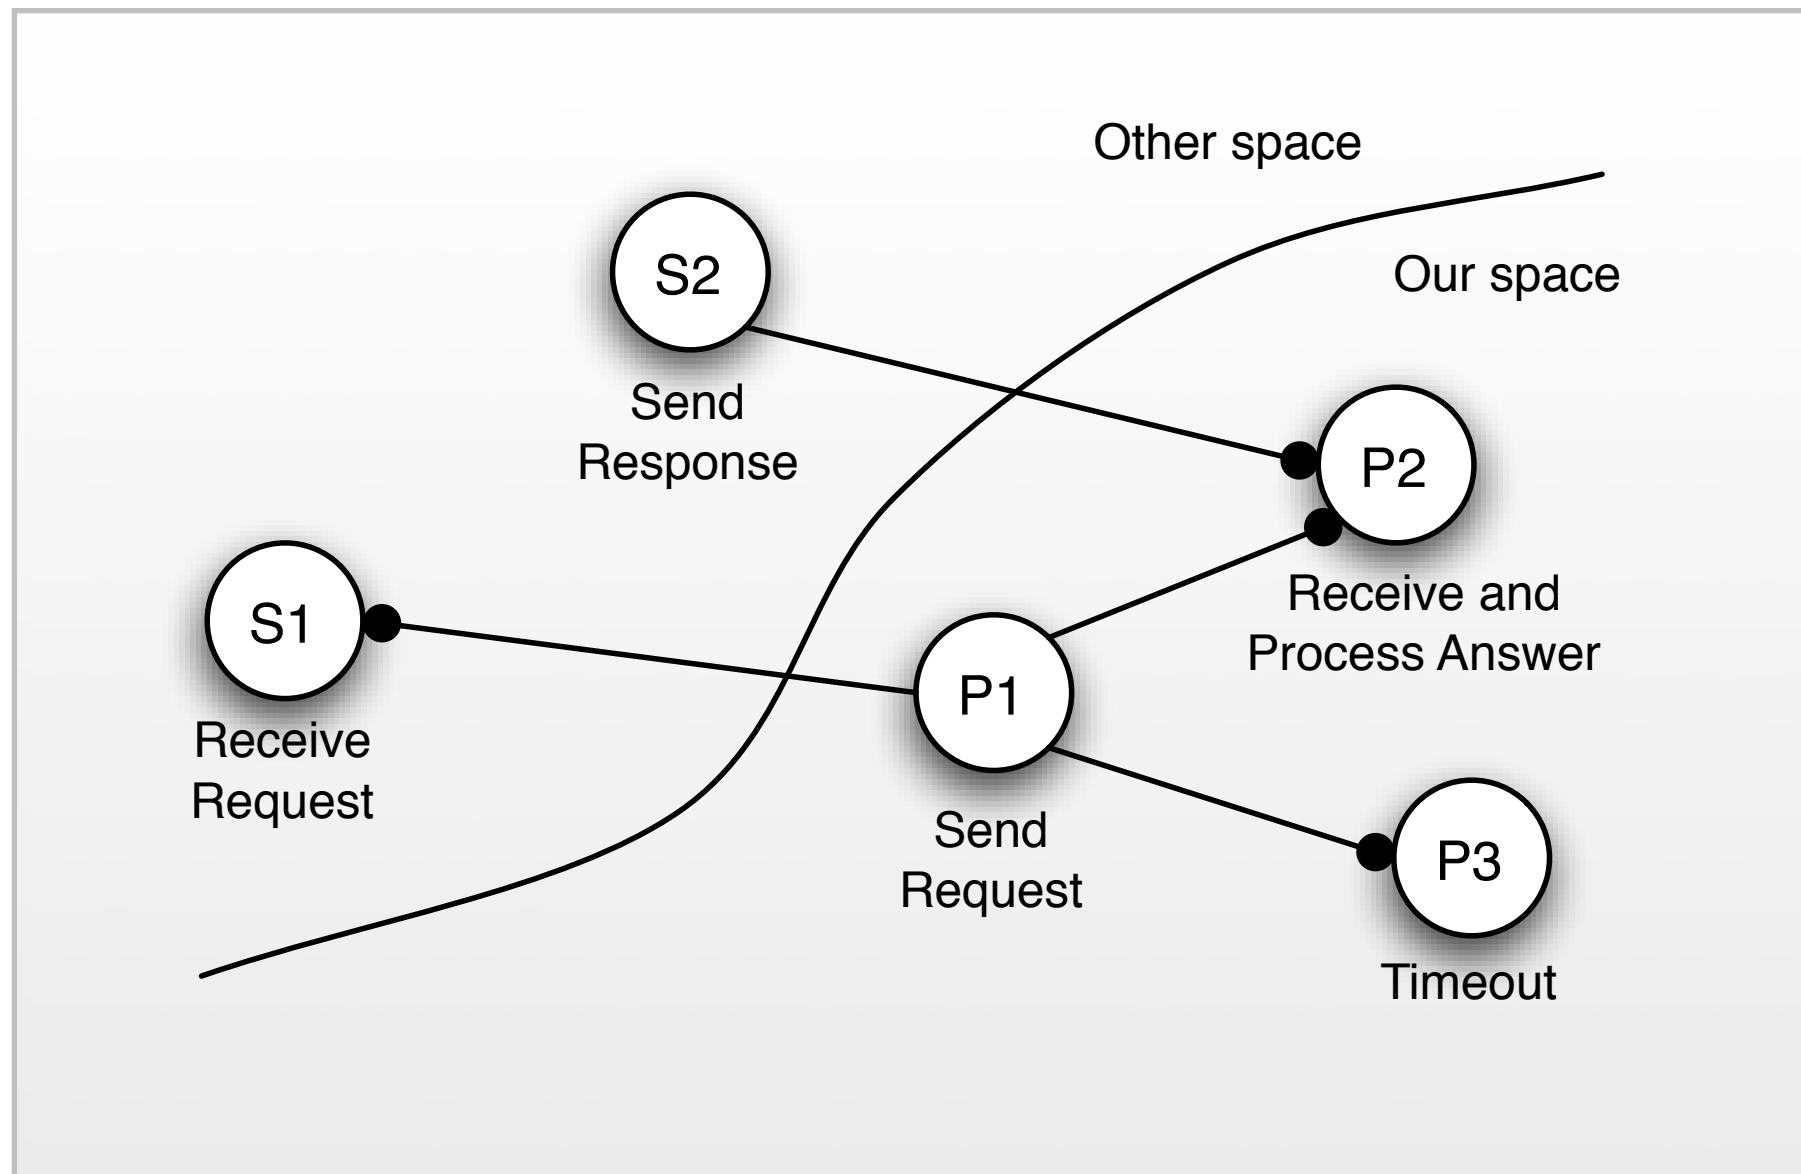 Other space
Our space
S2
Send
Response
P2
Receive and
Process Answer
S1
Receive
Request
P1
Send
Request
P3
Timeout